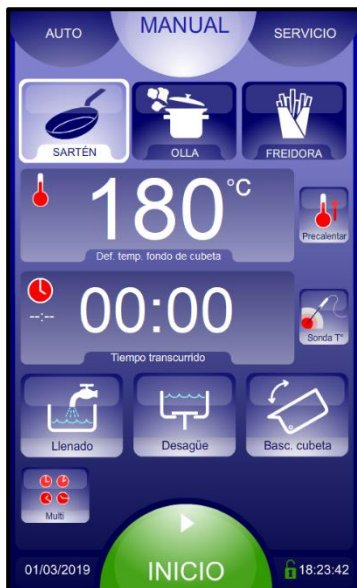 AUTO
MANUAL
SERVICIO
SARTÉN
OLLA
FREIDORA
180 °C
Def. temp. fondo de cubeta
Precalentar
--:--
00:00
Tiempo transcurrido
Sonda Tº
Llenado
Desagüe
Basc. cubeta
Multi
01/03/2019
INICIO
18:23:42